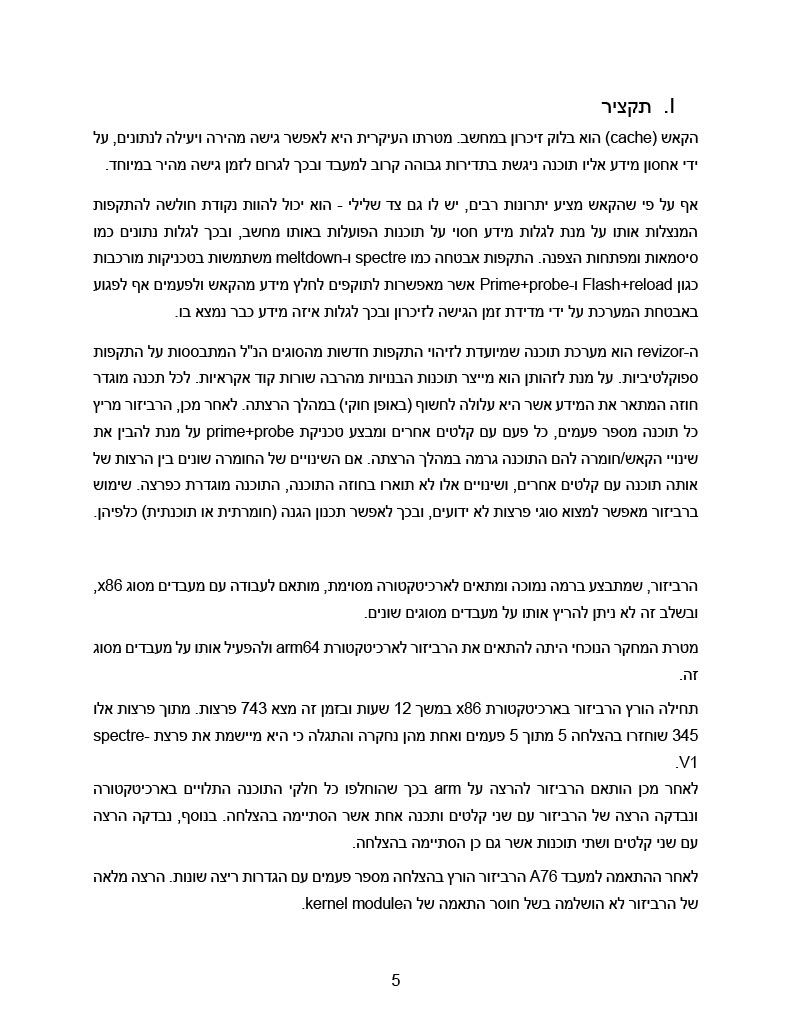 I. תקציר
הקאש (cache) הוא בלוק זיכרון במחשב. מטרתו העיקרית היא לאפשר גישה מהירה ויעילה לנתונים, על
ידי אחסון מידע אליו תוכנה ניגשת בתדירות גבוהה קרוב למעבד ובכך לגרום לזמן גישה מהיר במיוחד.
אף על פי שהקאש מציע יתרונות רבים, יש לו גם צד שלילי - הוא יכול להוות נקודת חולשה להתקפות
המנצלות אותו על מנת לגלות מידע חסוי על תוכנות הפועלות באותו מחשב, ובכך לגלות נתונים כמו
סיסמאות ומפתחות הצפנה. התקפות אבטחה כמו spectre ו-meltdown משתמשות בטכניקות מורכבות
כגון Flash+reload ו-Prime+probe אשר מאפשרות לתוקפים לחלץ מידע מהקאש ולפעמים אף לפגוע
באבטחת המערכת על ידי מדידת זמן הגישה לזיכרון ובכך לגלות איזה מידע כבר נמצא בו.
ה-revizor הוא מערכת תוכנה שמיועדת לזיהוי התקפות חדשות מהסוגים הנ"ל המתבססות על התקפות
ספוקלטיביות. על מנת לזהותן הוא מייצר תוכנות הבנויות מהרבה שורות קוד אקראיות. לכל תכנה מוגדר
חוזה המתאר את המידע אשר היא עלולה לחשוף (באופן חוקי) במהלך הרצתה. לאחר מכן, הרביזור מריץ
כל תוכנה מספר פעמים, כל פעם עם קלטים אחרים ומבצע טכניקת prime+probe על מנת להבין את
שינויי הקאש/חומרה להם התוכנה גרמה במהלך הרצתה. אם השינויים של החומרה שונים בין הרצות של
אותה תוכנה עם קלטים אחרים, ושינויים אלו לא תוארו בחוזה התוכנה, התוכנה מוגדרת כפרצה. שימוש
ברביזור מאפשר למצוא סוגי פרצות לא ידועים, ובכך לאפשר תכנון הגנה (חומרתית או תוכנתית) כלפיהן.
הרביזור, שמתבצע ברמה נמוכה ומתאים לארכיטקטורה מסוימת, מותאם לעבודה עם מעבדים מסוג x86,
ובשלב זה לא ניתן להריץ אותו על מעבדים מסוגים שונים.
מטרת המחקר הנוכחי היתה להתאים את הרביזור לארכיטקטורת arm64 ולהפעיל אותו על מעבדים מסוג
זה.
תחילה הורץ הרביזור בארכיטקטורת x86 במשך 12 שעות ובזמן זה מצא 743 פרצות. מתוך פרצות אלו
345 שוחזרו בהצלחה 5 מתוך 5 פעמים ואחת מהן נחקרה והתגלה כי היא מיישמת את פרצת spectre-
V1.
לאחר מכן הותאם הרביזור להרצה על arm בכך שהוחלפו כל חלקי התוכנה התלויים בארכיטקטורה
ונבדקה הרצה של הרביזור עם שני קלטים ותכנה אחת אשר הסתיימה בהצלחה. בנוסף, נבדקה הרצה
עם שני קלטים ושתי תוכנות אשר גם כן הסתיימה בהצלחה.
לאחר ההתאמה למעבד A76 הרביזור הורץ בהצלחה מספר פעמים עם הגדרות ריצה שונות. הרצה מלאה
של הרביזור לא הושלמה בשל חוסר התאמה של הkernel module.
5